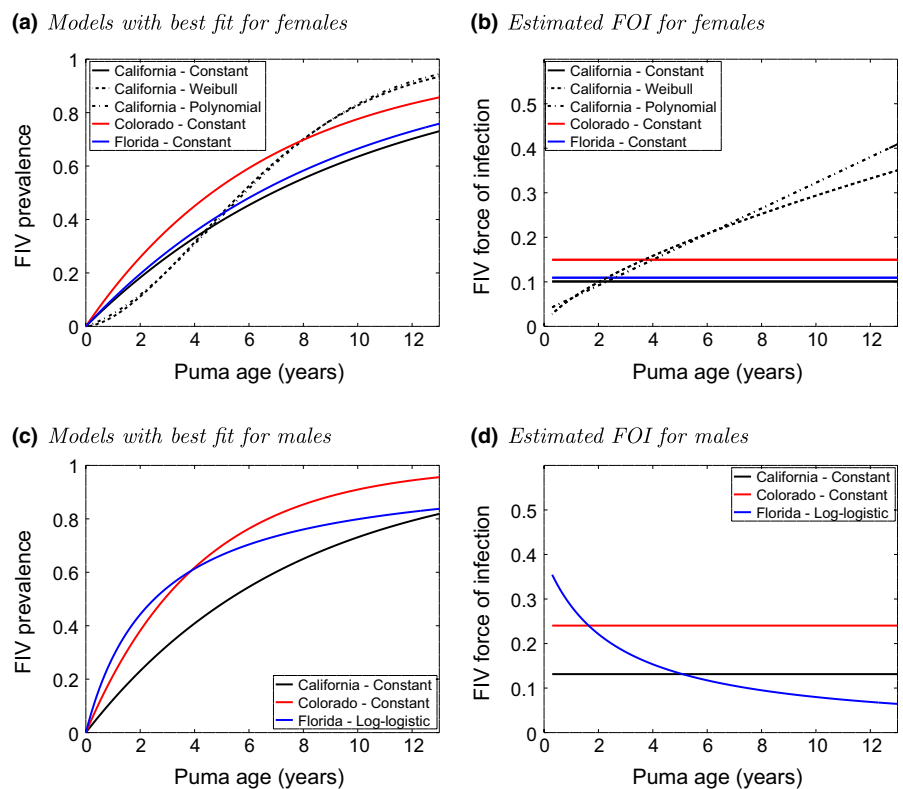 (a) Models with best fit for females
1
0.8
0.6
0.4
0.2
0
0 2 4 6 8 10 12
FIV prevalence
Puma age (years)
California - Constant
California - Weibull
California - Polynomial
Colorado - Constant
Florida - Constant
(b) Estimated FOI for females
0.5
0.4
0.3
0.2
0.1
0
0 2 4 6 8 10 12
FIV force of infection
Puma age (years)
California - Constant
California - Weibull
California - Polynomial
Colorado - Constant
Florida - Constant
(c) Models with best fit for males
1
0.8
0.6
0.4
0.2
0
0 2 4 6 8 10 12
FIV prevalence
Puma age (years)
California - Constant
Colorado - Constant
Florida - Log-logistic
(d) Estimated FOI for males
0.5
0.4
0.3
0.2
0.1
0
0 2 4 6 8 10 12
FIV force of infection
Puma age (years)
California - Constant
Colorado - Constant
Florida - Log-logistic